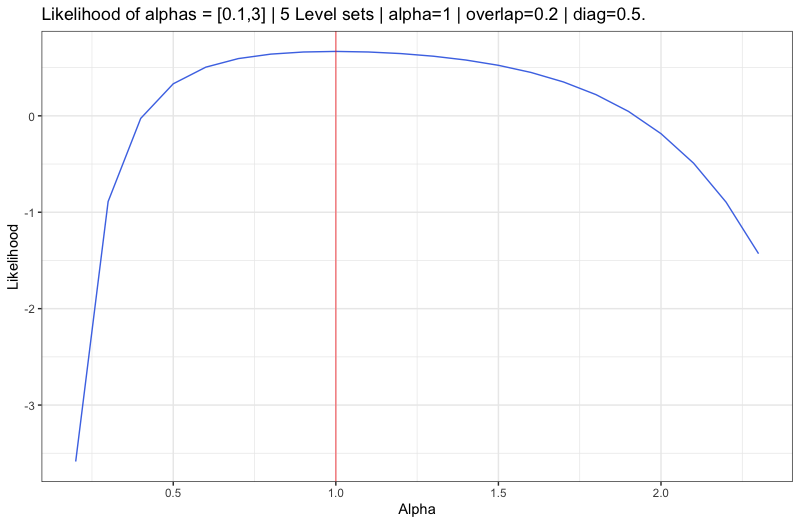 Likelihood of alphas = [0.1,3] | 5 Level sets | alpha=1 | overlap=0.2 | diag=0.5.
0
-1
-2
-3
Likelihood
0.5 1.0 1.5 2.0
Alpha